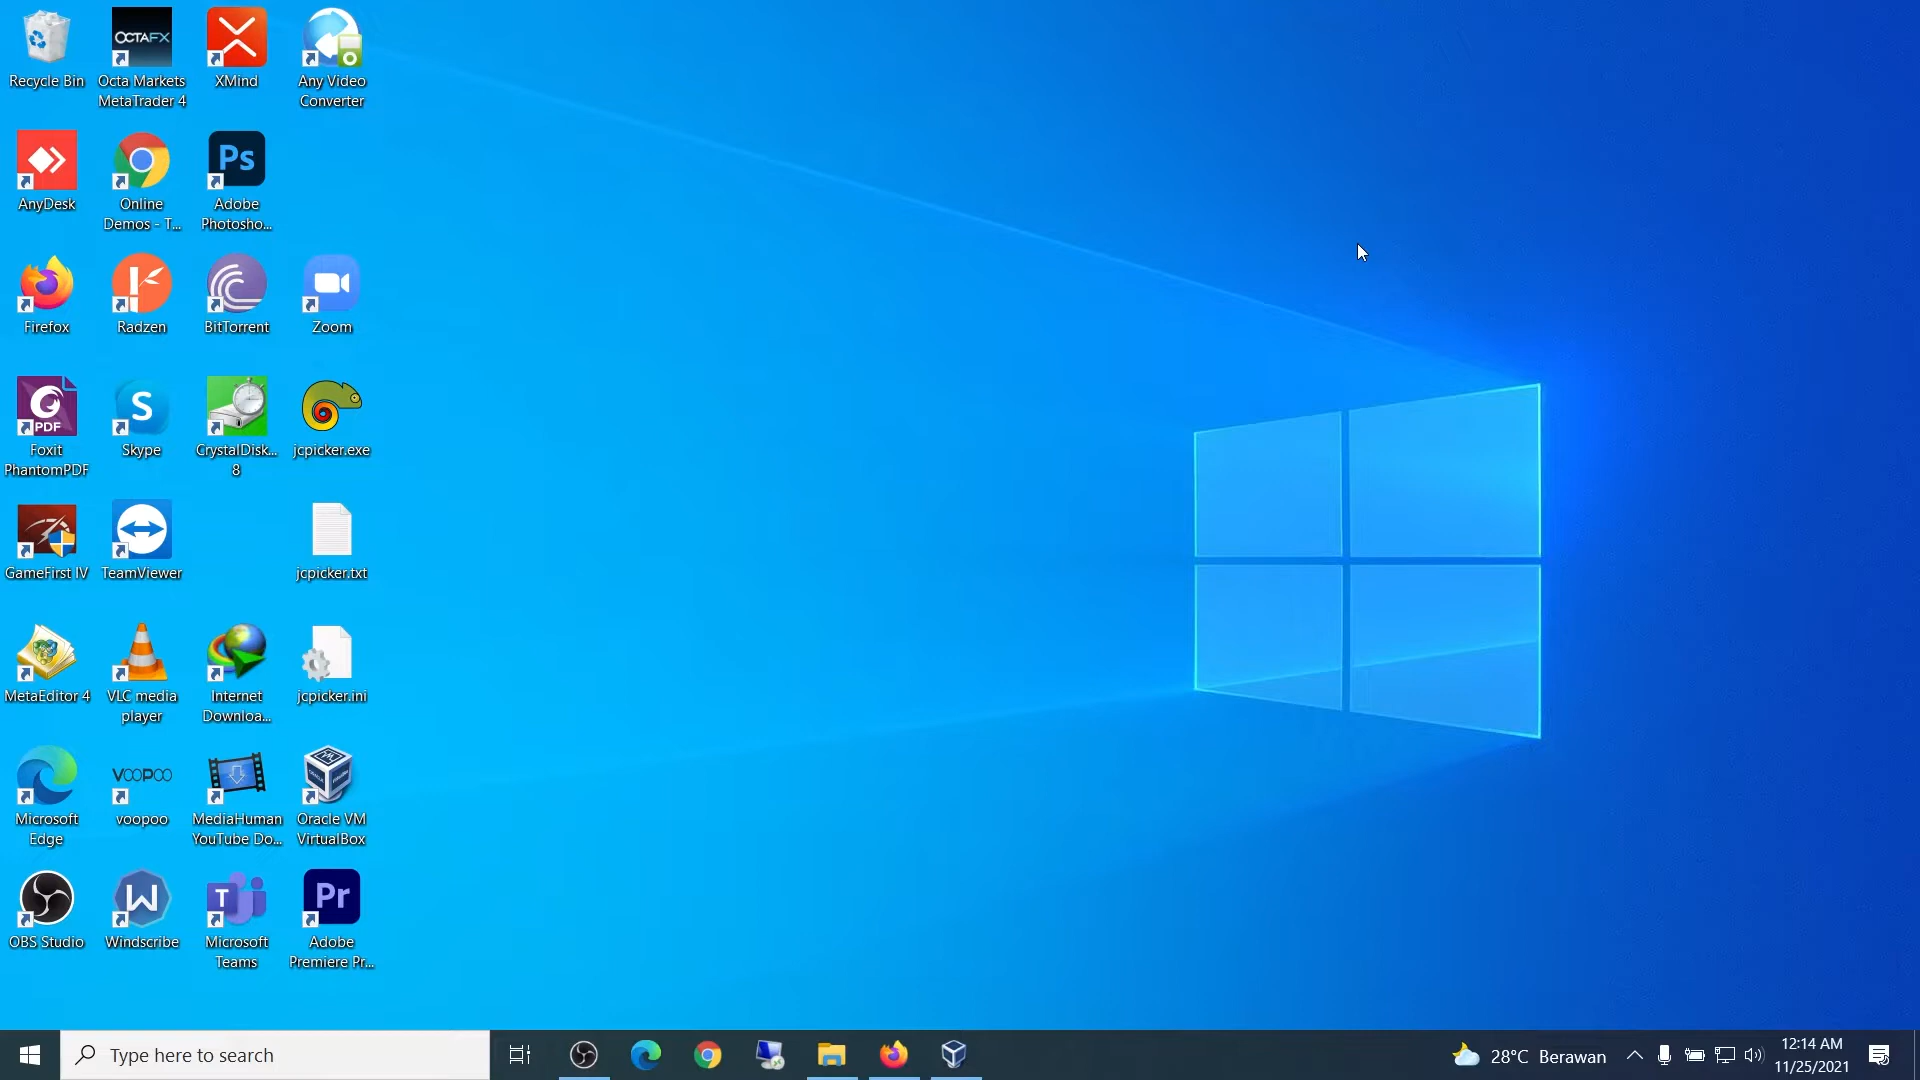 Recycle Bin
OCTAFX
Octa Markets
MetaTrader 4
XMind
Any Video
Converter
AnyDesk
Online
Demos - T...
Ps
Adobe
Photosho...
Firefox
Radzen
BitTorrent
Zoom
PDF
Foxit
PhantomPDF
S
Skype
CrystalDisk...
8
jcpicker.exe
GameFirst IV
TeamViewer
jcpicker.txt
MetaEditor 4
VLC media
player
Internet
Downloa...
jcpicker.ini
Microsoft
Edge
VOOPOO
voopoo
MediaHuman
YouTube Do...
Oracle VM
VirtualBox
OBS Studio
W
Windscribe
T
Microsoft
Teams
Pr
Adobe
Premiere Pr...
Type here to search
28°C Berawan
12:14 AM
11/25/2021